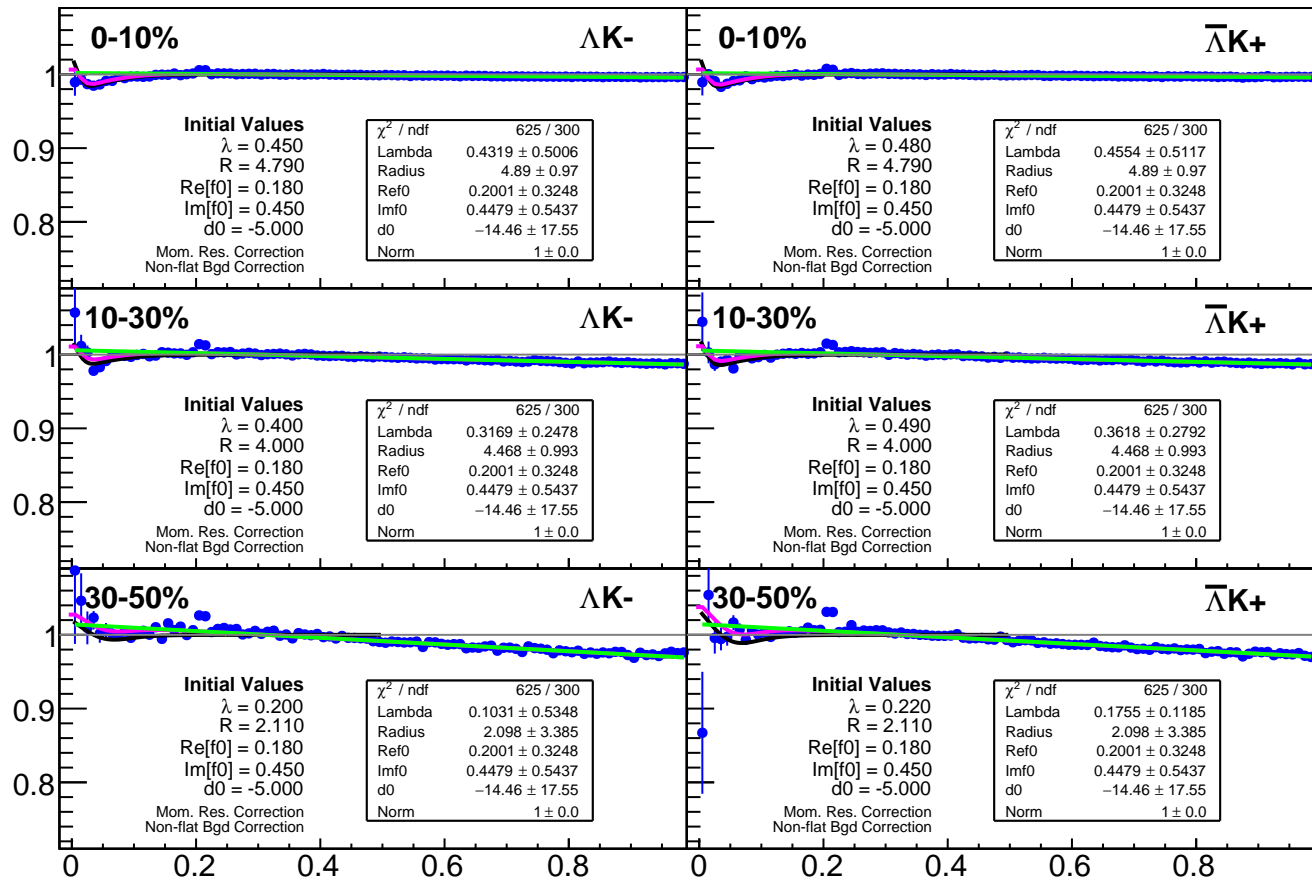 0-10%
ΛK-
1
0.9
0.8
Initial Values
λ = 0.450
R = 4.790
Re[f0] = 0.180
Im[f0] = 0.450
d0 = -5.000
Mom. Res. Correction
Non-flat Bgd Correction
χ² / ndf 625 / 300
Lambda 0.4319 ± 0.5006
Radius 4.89 ± 0.97
Ref0 0.2001 ± 0.3248
Imf0 0.4479 ± 0.5437
d0 −14.46 ± 17.55
Norm 1 ± 0.0
0-10%
Λ̅K+
Initial Values
λ = 0.480
R = 4.790
Re[f0] = 0.180
Im[f0] = 0.450
d0 = -5.000
Mom. Res. Correction
Non-flat Bgd Correction
χ² / ndf 625 / 300
Lambda 0.4554 ± 0.5117
Radius 4.89 ± 0.97
Ref0 0.2001 ± 0.3248
Imf0 0.4479 ± 0.5437
d0 −14.46 ± 17.55
Norm 1 ± 0.0
10-30%
ΛK-
1
0.9
0.8
Initial Values
λ = 0.400
R = 4.000
Re[f0] = 0.180
Im[f0] = 0.450
d0 = -5.000
Mom. Res. Correction
Non-flat Bgd Correction
χ² / ndf 625 / 300
Lambda 0.3169 ± 0.2478
Radius 4.468 ± 0.993
Ref0 0.2001 ± 0.3248
Imf0 0.4479 ± 0.5437
d0 −14.46 ± 17.55
Norm 1 ± 0.0
10-30%
Λ̅K+
Initial Values
λ = 0.490
R = 4.000
Re[f0] = 0.180
Im[f0] = 0.450
d0 = -5.000
Mom. Res. Correction
Non-flat Bgd Correction
χ² / ndf 625 / 300
Lambda 0.3618 ± 0.2792
Radius 4.468 ± 0.993
Ref0 0.2001 ± 0.3248
Imf0 0.4479 ± 0.5437
d0 −14.46 ± 17.55
Norm 1 ± 0.0
30-50%
ΛK-
1
0.9
0.8
Initial Values
λ = 0.200
R = 2.110
Re[f0] = 0.180
Im[f0] = 0.450
d0 = -5.000
Mom. Res. Correction
Non-flat Bgd Correction
χ² / ndf 625 / 300
Lambda 0.1031 ± 0.5348
Radius 2.098 ± 3.385
Ref0 0.2001 ± 0.3248
Imf0 0.4479 ± 0.5437
d0 −14.46 ± 17.55
Norm 1 ± 0.0
30-50%
Λ̅K+
Initial Values
λ = 0.220
R = 2.110
Re[f0] = 0.180
Im[f0] = 0.450
d0 = -5.000
Mom. Res. Correction
Non-flat Bgd Correction
χ² / ndf 625 / 300
Lambda 0.1755 ± 0.1185
Radius 2.098 ± 3.385
Ref0 0.2001 ± 0.3248
Imf0 0.4479 ± 0.5437
d0 −14.46 ± 17.55
Norm 1 ± 0.0
0 0.2 0.4 0.6 0.8
0 0.2 0.4 0.6 0.8